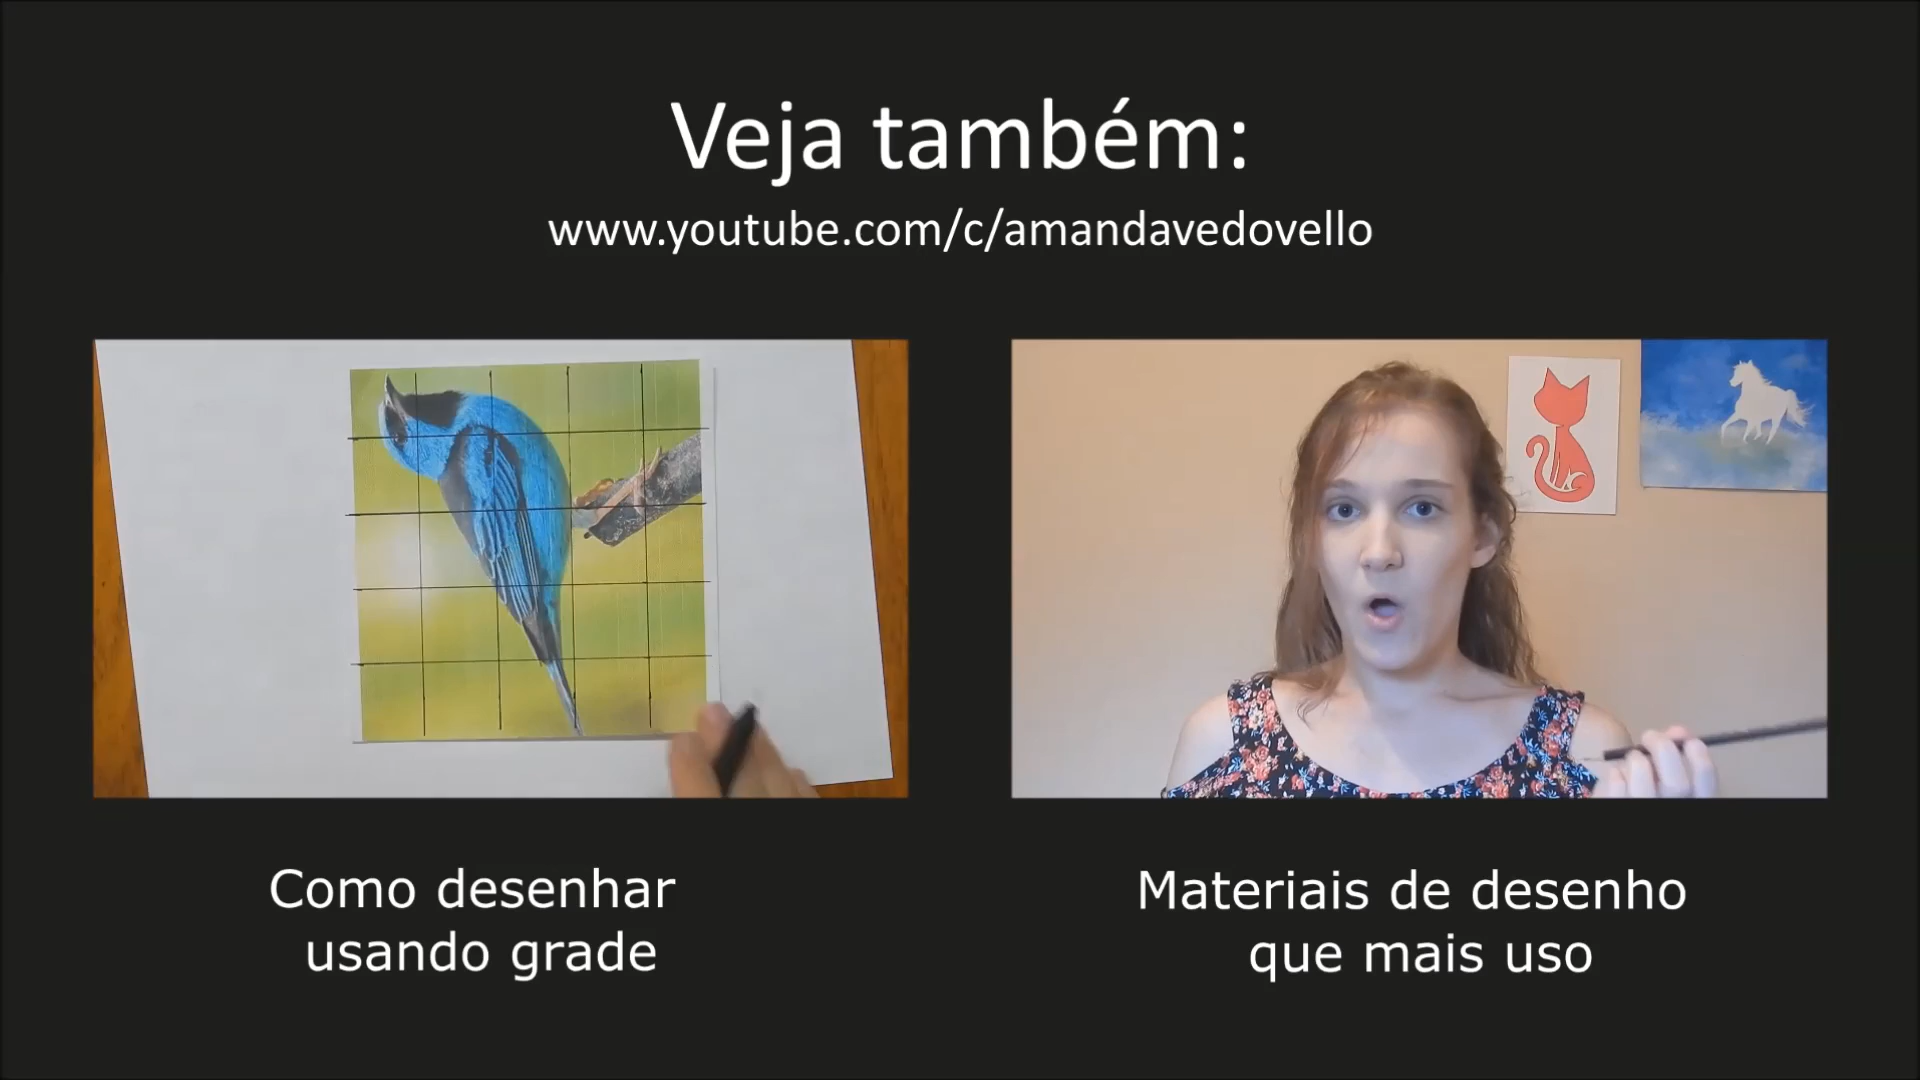 Veja também:
www.youtube.com/c/amandavedovello
Como desenhar
usando grade
Materiais de desenho
que mais uso